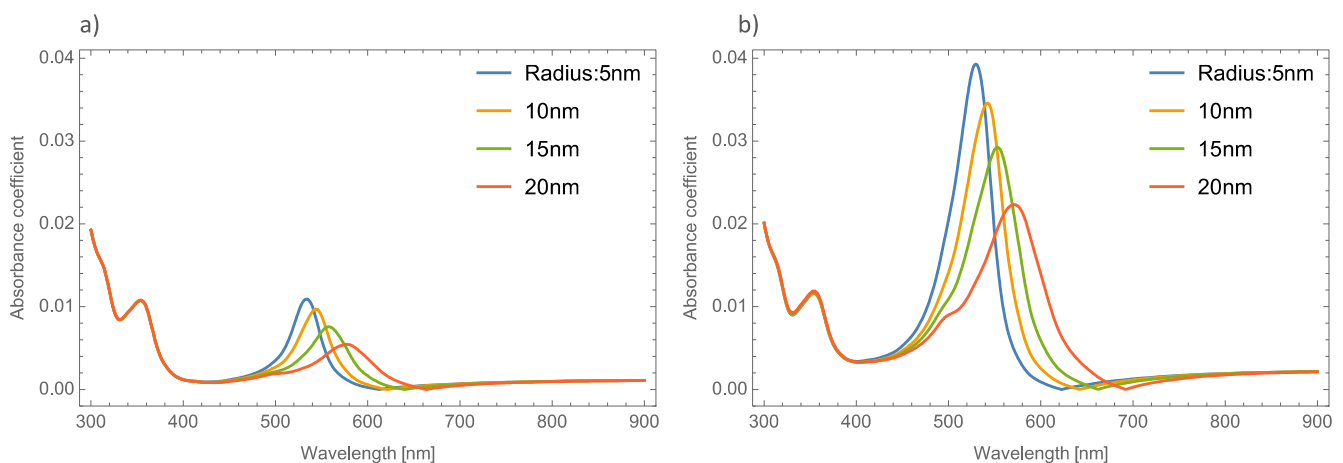 a)
Absorbance coefficient
0.04
0.03
0.02
0.01
0.00
Radius:5nm
10nm
15nm
20nm
300 400 500 600 700 800 900
Wavelength [nm]
b)
Absorbance coefficient
0.04
0.03
0.02
0.01
0.00
Radius:5nm
10nm
15nm
20nm
300 400 500 600 700 800 900
Wavelength [nm]